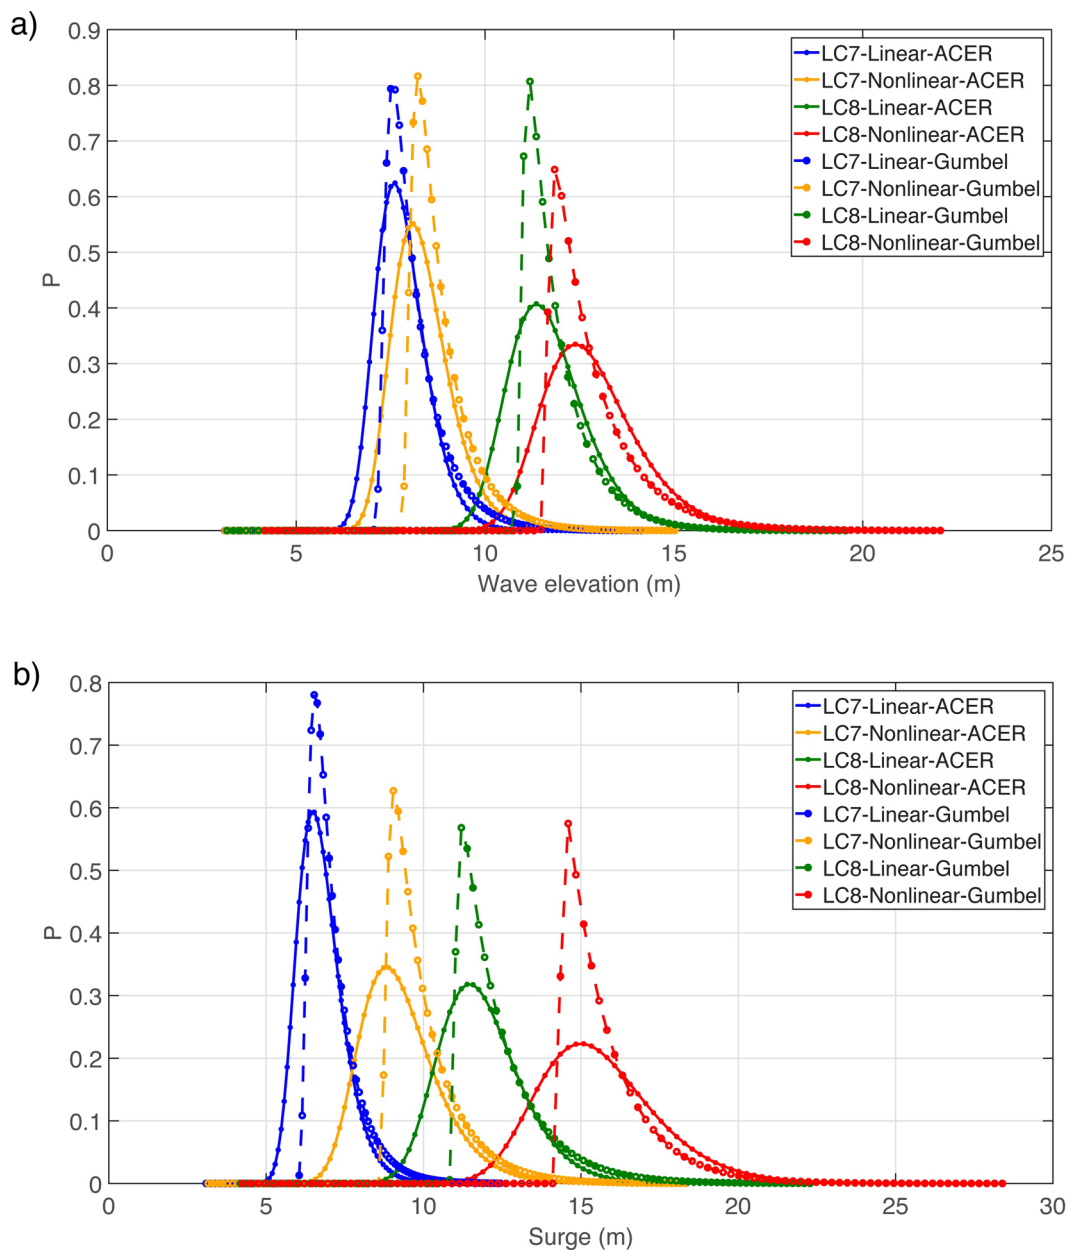 a)
0.9
0.8
0.7
0.6
0.5
0.4
0.3
0.2
0.1
0
P
0 5 10 15 20 25
Wave elevation (m)
LC7-Linear-ACER
LC7-Nonlinear-ACER
LC8-Linear-ACER
LC8-Nonlinear-ACER
LC7-Linear-Gumbel
LC7-Nonlinear-Gumbel
LC8-Linear-Gumbel
LC8-Nonlinear-Gumbel
b)
0.8
0.7
0.6
0.5
0.4
0.3
0.2
0.1
0
P
0 5 10 15 20 25 30
Surge (m)
LC7-Linear-ACER
LC7-Nonlinear-ACER
LC8-Linear-ACER
LC8-Nonlinear-ACER
LC7-Linear-Gumbel
LC7-Nonlinear-Gumbel
LC8-Linear-Gumbel
LC8-Nonlinear-Gumbel